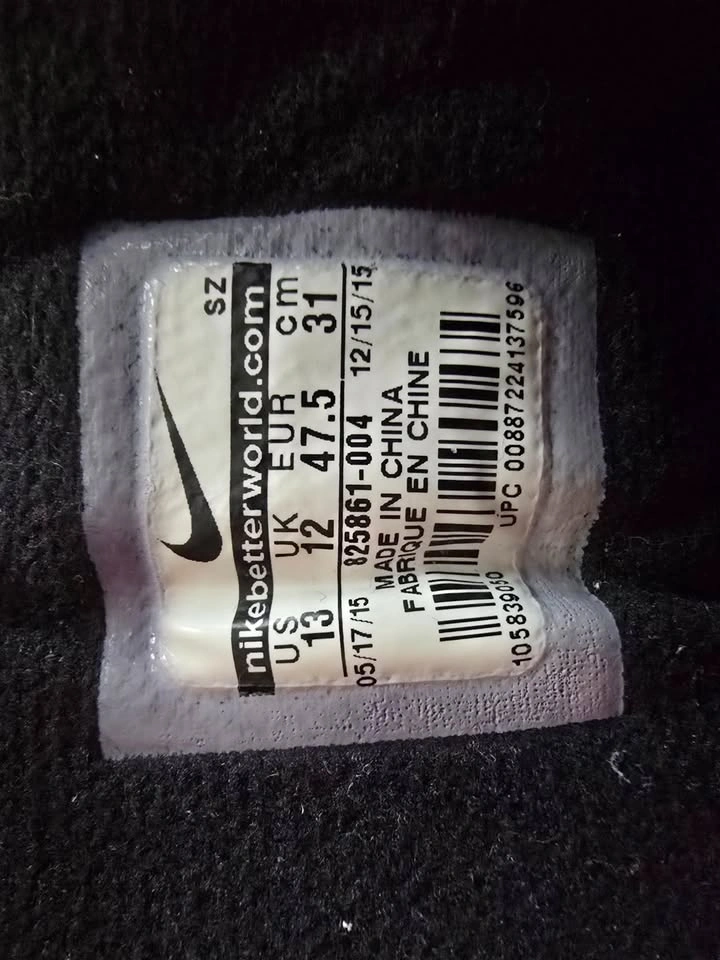 SZ
nikebetterworld.com
US UK EUR cm
13 12 47.5 31
05/17/15 825861-004 12/15/15
MADE IN CHINA
FABRIQUE EN CHINE
105839050 UPC 00887224137596